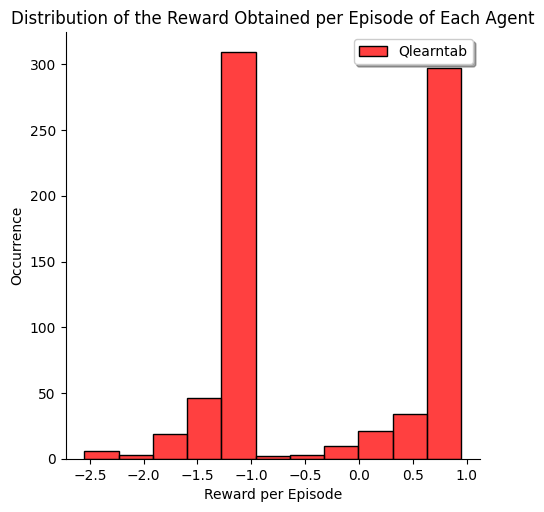 Distribution of the Reward Obtained per Episode of Each Agent
Qlearntab
300
250
200
150
100
50
0
Occurrence
−2.5 −2.0 −1.5 −1.0 −0.5 0.0 0.5 1.0
Reward per Episode